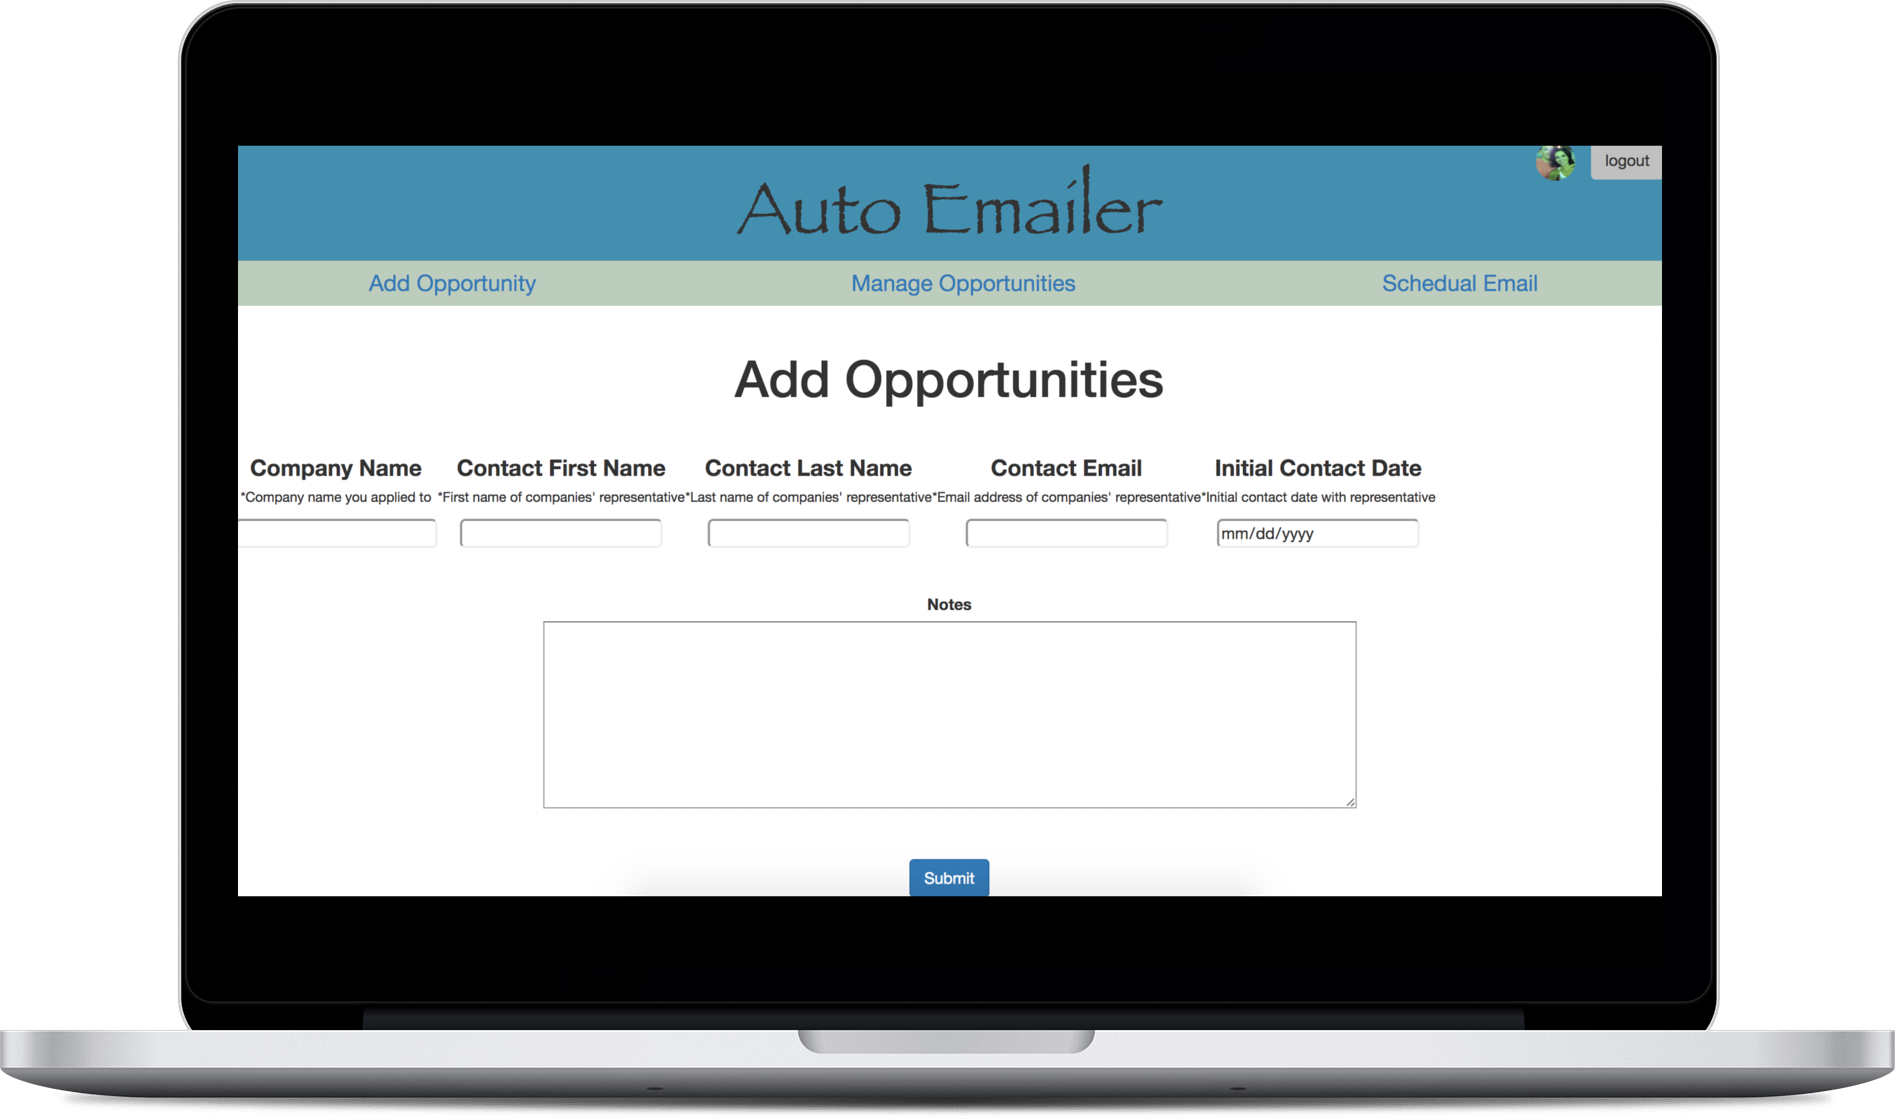 logout
Auto Emailer
Add Opportunity Manage Opportunities Schedual Email
Add Opportunities
Company Name Contact First Name Contact Last Name Contact Email Initial Contact Date
*Company name you applied to *First name of companies' representative *Last name of companies' representative *Email address of companies' representative *Initial contact date with representative
mm/dd/yyyy
Notes
Submit